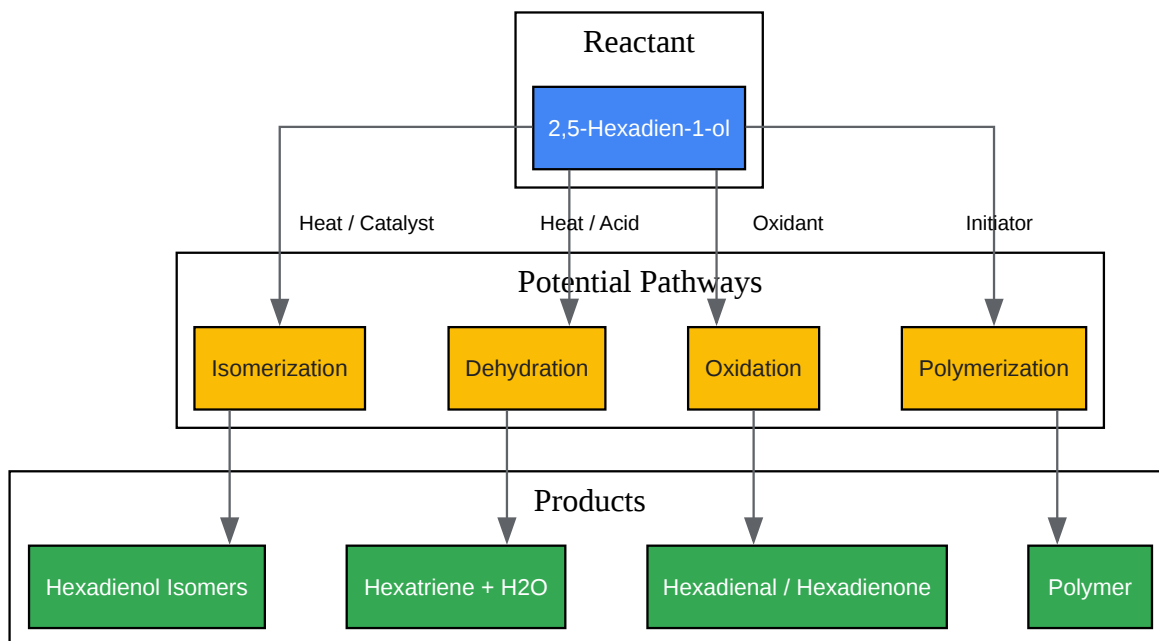 Reactant
2,5-Hexadien-1-ol
Heat / Catalyst
Heat / Acid
Oxidant
Initiator
Potential Pathways
Isomerization
Dehydration
Oxidation
Polymerization
Products
Hexadienol Isomers
Hexatriene + H2O
Hexadienal / Hexadienone
Polymer